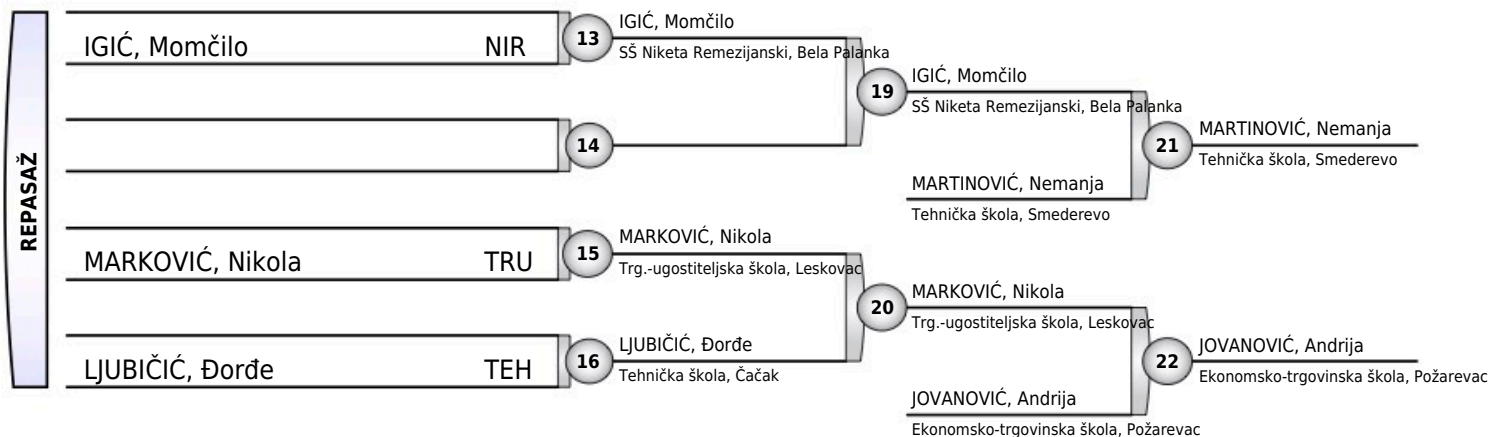 REPASAŽ
IGIĆ, Momčilo NIR
13
IGIĆ, Momčilo
SŠ Niketa Remezijanski, Bela Palanka
14
19
IGIĆ, Momčilo
SŠ Niketa Remezijanski, Bela Palanka
MARTINOVIĆ, Nemanja
Tehnička škola, Smederevo
21
MARTINOVIĆ, Nemanja
Tehnička škola, Smederevo
MARKOVIĆ, Nikola TRU
15
MARKOVIĆ, Nikola
Trg.-ugostiteljska škola, Leskovac
LJUBIČIĆ, Đorđe TEH
16
LJUBIČIĆ, Đorđe
Tehnička škola, Čačak
20
MARKOVIĆ, Nikola
Trg.-ugostiteljska škola, Leskovac
JOVANOVIĆ, Andrija
Ekonomsko-trgovinska škola, Požarevac
22
JOVANOVIĆ, Andrija
Ekonomsko-trgovinska škola, Požarevac